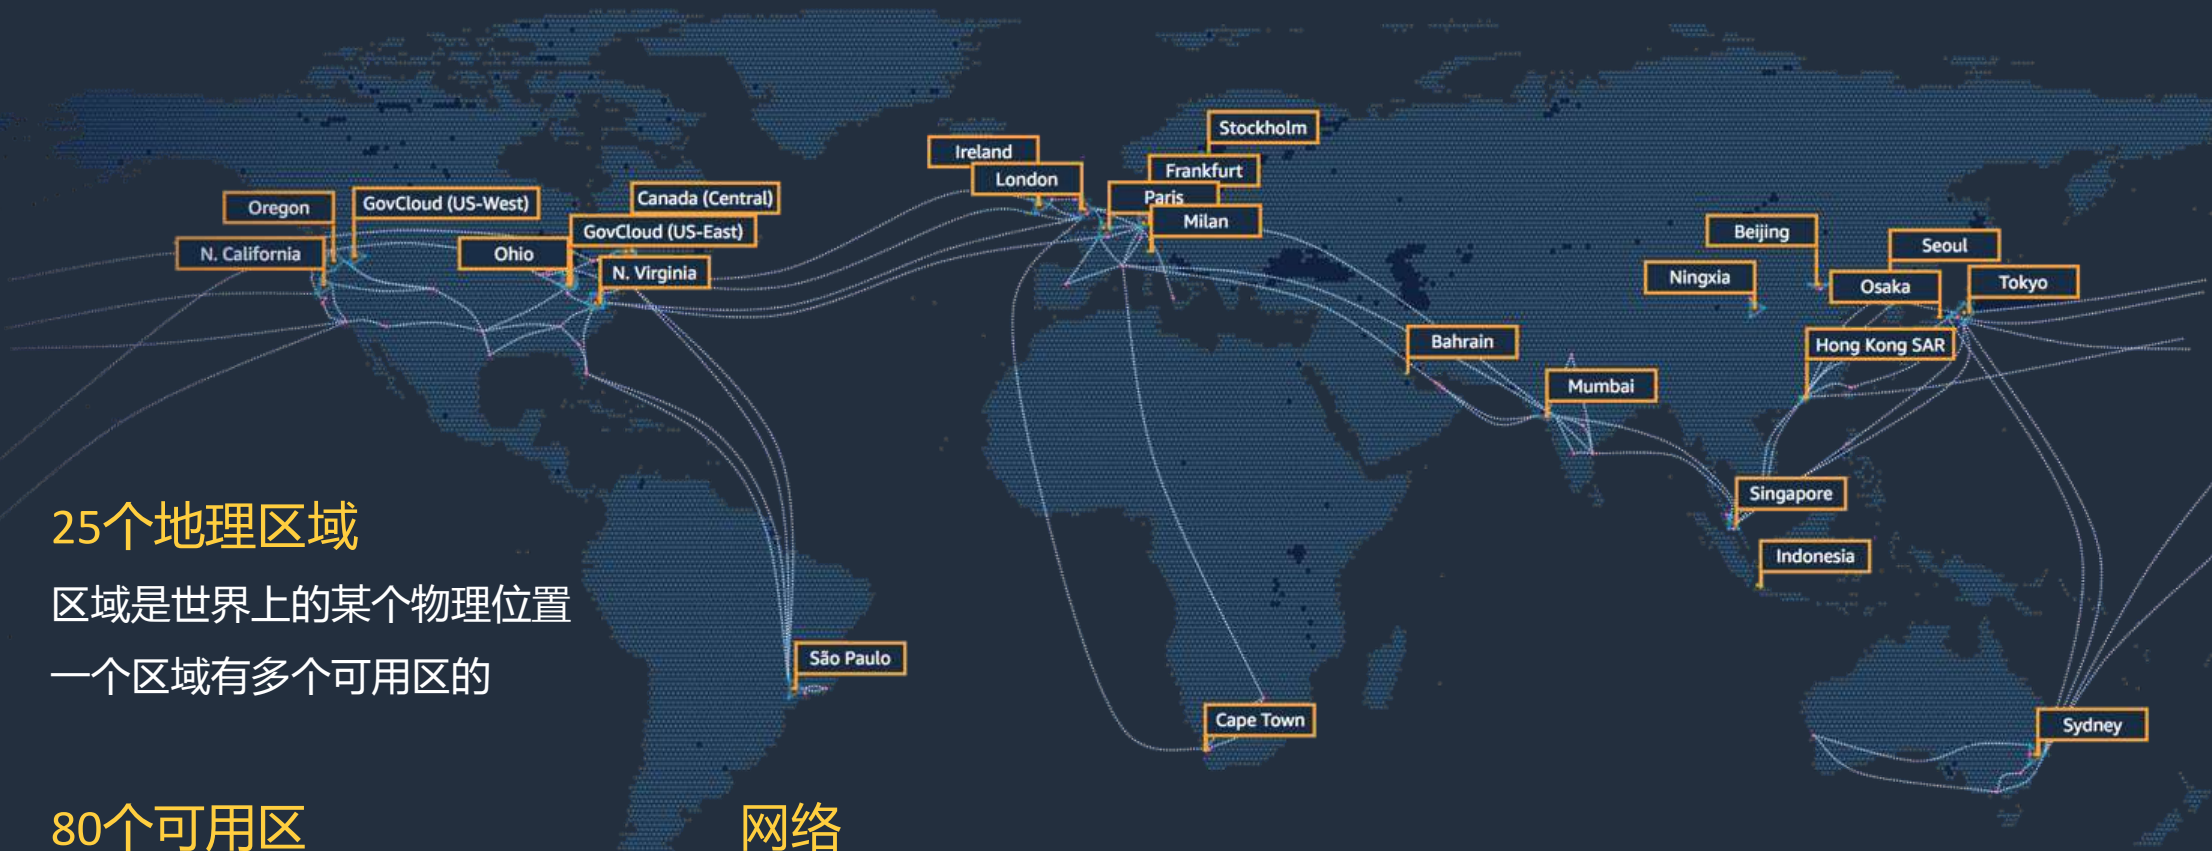 Stockholm
Ireland
Frankfurt
London
Paris
Milan
Canada (Central)
GovCloud (US-West)
Oregon
GovCloud (US-East)
N. California
Ohio
N. Virginia
Beijing
Seoul
Ningxia
Osaka
Tokyo
Bahrain
Hong Kong SAR
Mumbai
Singapore
Indonesia
São Paulo
Cape Town
Sydney
25个地理区域
区域是世界上的某个物理位置
一个区域有多个可用区的
80个可用区
网络